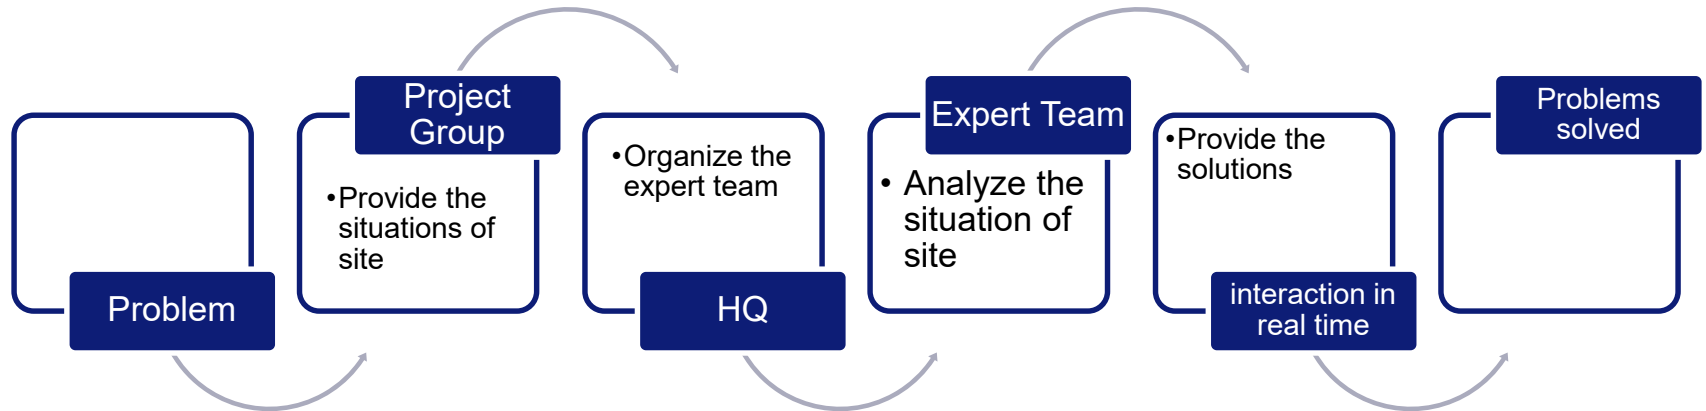 Problem
Project
Group
•Provide the
situations of
site
•Organize the
expert team
HQ
Expert Team
• Analyze the
situation of
site
•Provide the
solutions
interaction in
real time
Problems
solved